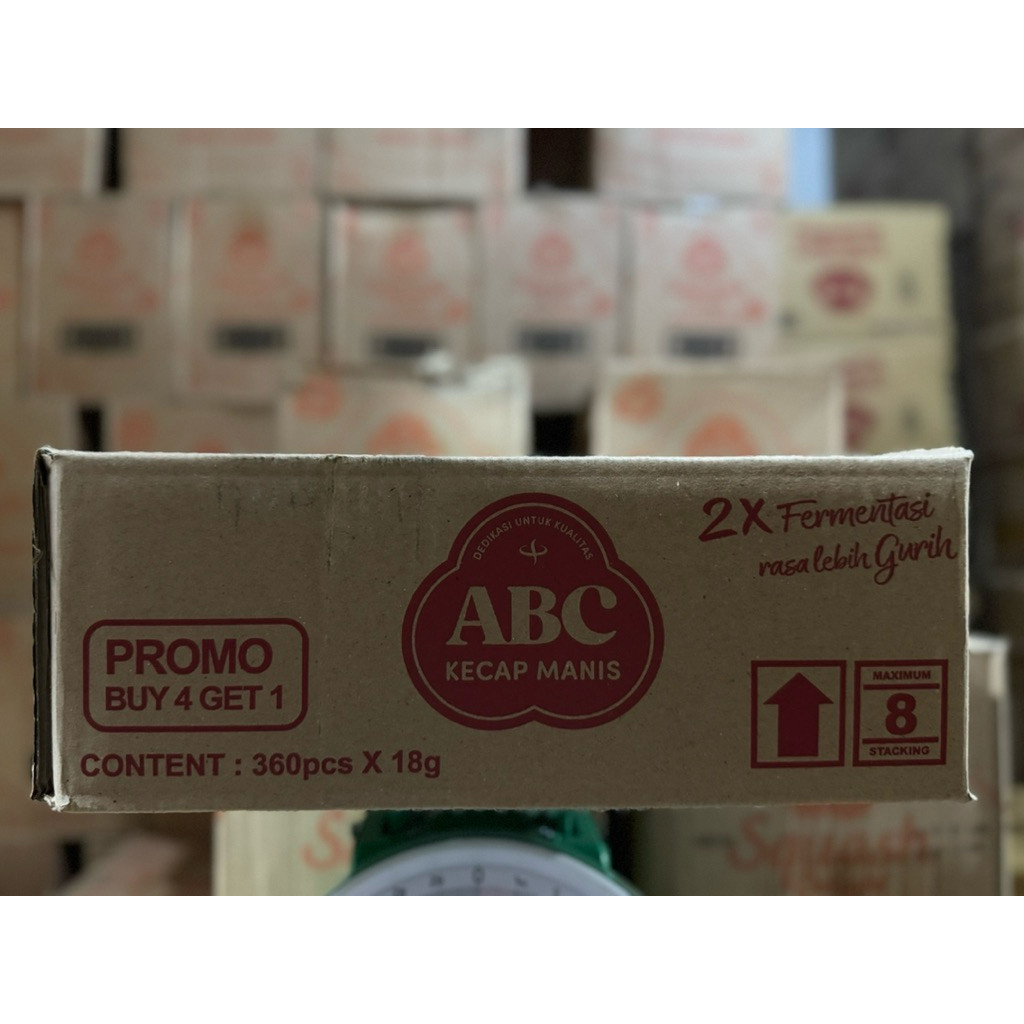 DEDIKASI UNTUK KUALITAS
ABC
KECAP MANIS
2X Fermentasi
rasa lebih Gurih
PROMO
BUY 4 GET 1
CONTENT : 360pcs X 18g
MAXIMUM
8
STACKING
Squash